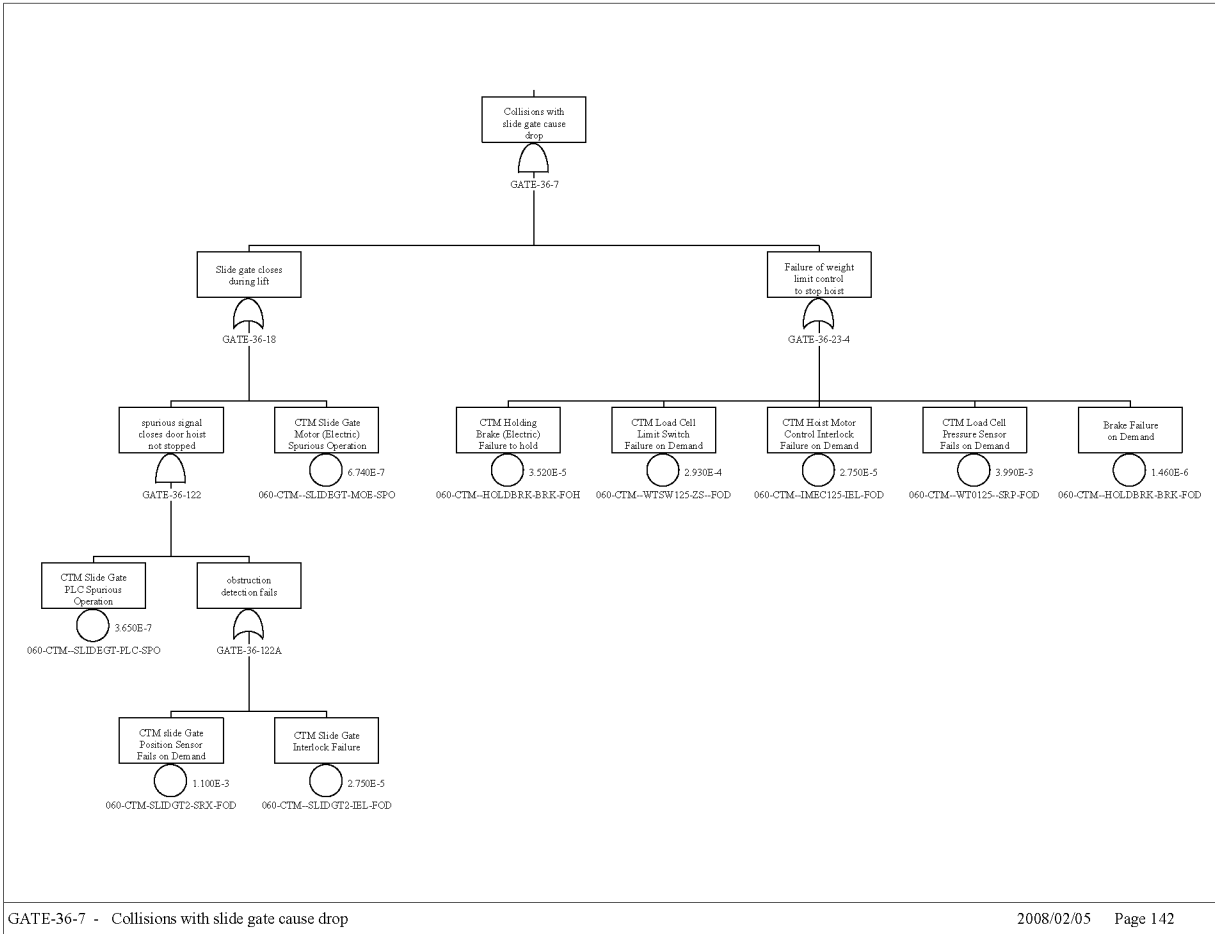 Collisions with
slide gate cause
drop
GATE-36-7
Slide gate closes
during lift
GATE-36-18
Failure of weight
limit control
to stop hoist
GATE-36-23-4
spurious signal
closes door hoist
not stopped
GATE-36-122
CTM Slide Gate
Motor (Electric)
Spurious Operation
6.740E-7
060-CTM--SLIDEGT-MOE-SPO
CTM Holding
Brake (Electric)
Failure to hold
3.520E-5
060-CTM--HOLDBRK-BRK-FOH
CTM Load Cell
Limit Switch
Failure on Demand
2.930E-4
060-CTM--WTSW125-ZS--FOD
CTM Hoist Motor
Control Interlock
Failure on Demand
2.750E-5
060-CTM--IMEC125-IEL-FOD
CTM Load Cell
Pressure Sensor
Fails on Demand
3.990E-3
060-CTM--WT0125--SRP-FOD
Brake Failure
on Demand
1.460E-6
060-CTM--HOLDBRK-BRK-FOD
CTM Slide Gate
PLC Spurious
Operation
3.650E-7
060-CTM--SLIDEGT-PLC-SPO
obstruction
detection fails
GATE-36-122A
CTM slide Gate
Position Sensor
Fails on Demand
1.100E-3
060-CTM-SLIDGT2-SRX-FOD
CTM Slide Gate
Interlock Failure
2.750E-5
060-CTM--SLIDGT2-IEL-FOD
GATE-36-7 - Collisions with slide gate cause drop
2008/02/05 Page 142